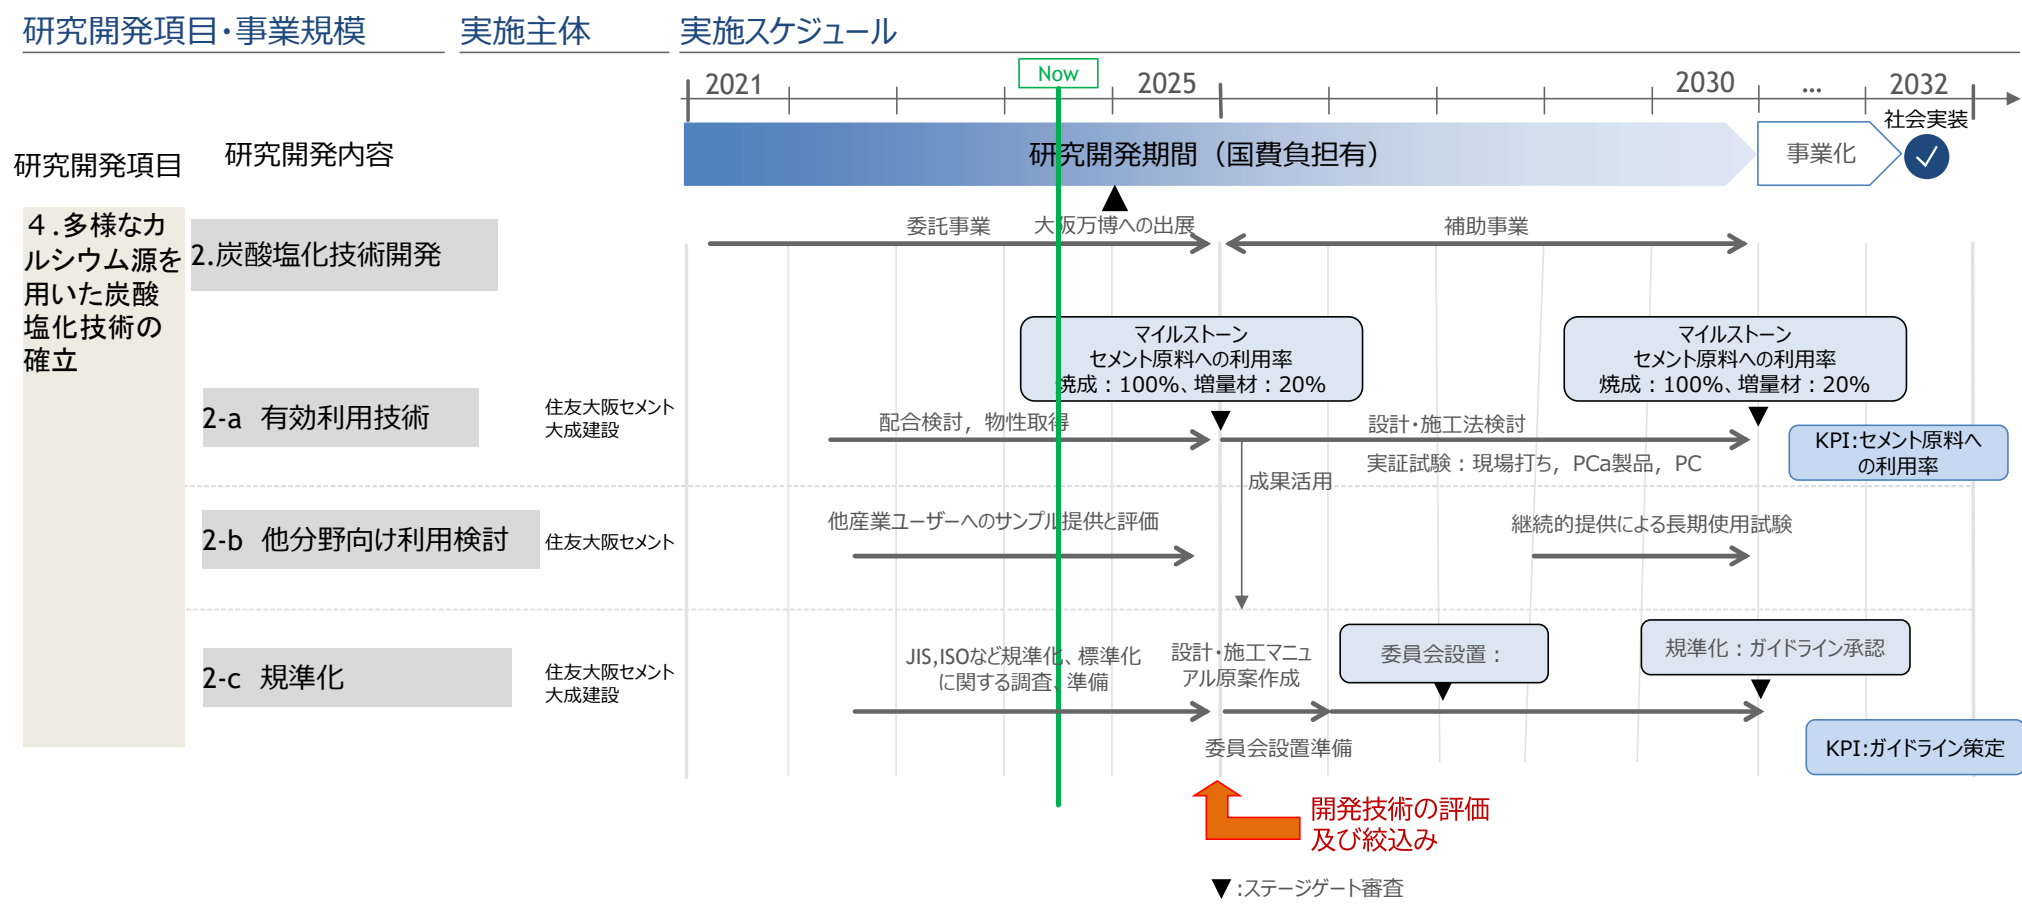 研究開発項目・事業規模
実施主体
実施スケジュール
2021
Now
2025
2030
…
2032
社会実装
研究開発項目
研究開発内容
研究開発期間（国費負担有）
事業化
４.多様なカ
ルシウム源を
用いた炭酸
塩化技術の
確立
2.炭酸塩化技術開発
委託事業
大阪万博への出展
補助事業
マイルストーン
セメント原料への利用率
焼成：100%、増量材：20%
マイルストーン
セメント原料への利用率
焼成：100%、増量材：20%
2-a 有効利用技術
住友大阪セメント
大成建設
配合検討，物性取得
設計・施工法検討
実証試験：現場打ち，PCa製品，PC
KPI:セメント原料へ
の利用率
成果活用
2-b 他分野向け利用検討
住友大阪セメント
他産業ユーザーへのサンプル提供と評価
継続的提供による長期使用試験
2-c 規準化
住友大阪セメント
大成建設
JIS,ISOなど規準化、標準化
に関する調査、準備
設計・施工マニュ
アル原案作成
委員会設置：
規準化：ガイドライン承認
委員会設置準備
KPI:ガイドライン策定
開発技術の評価
及び絞込み
▼:ステージゲート審査